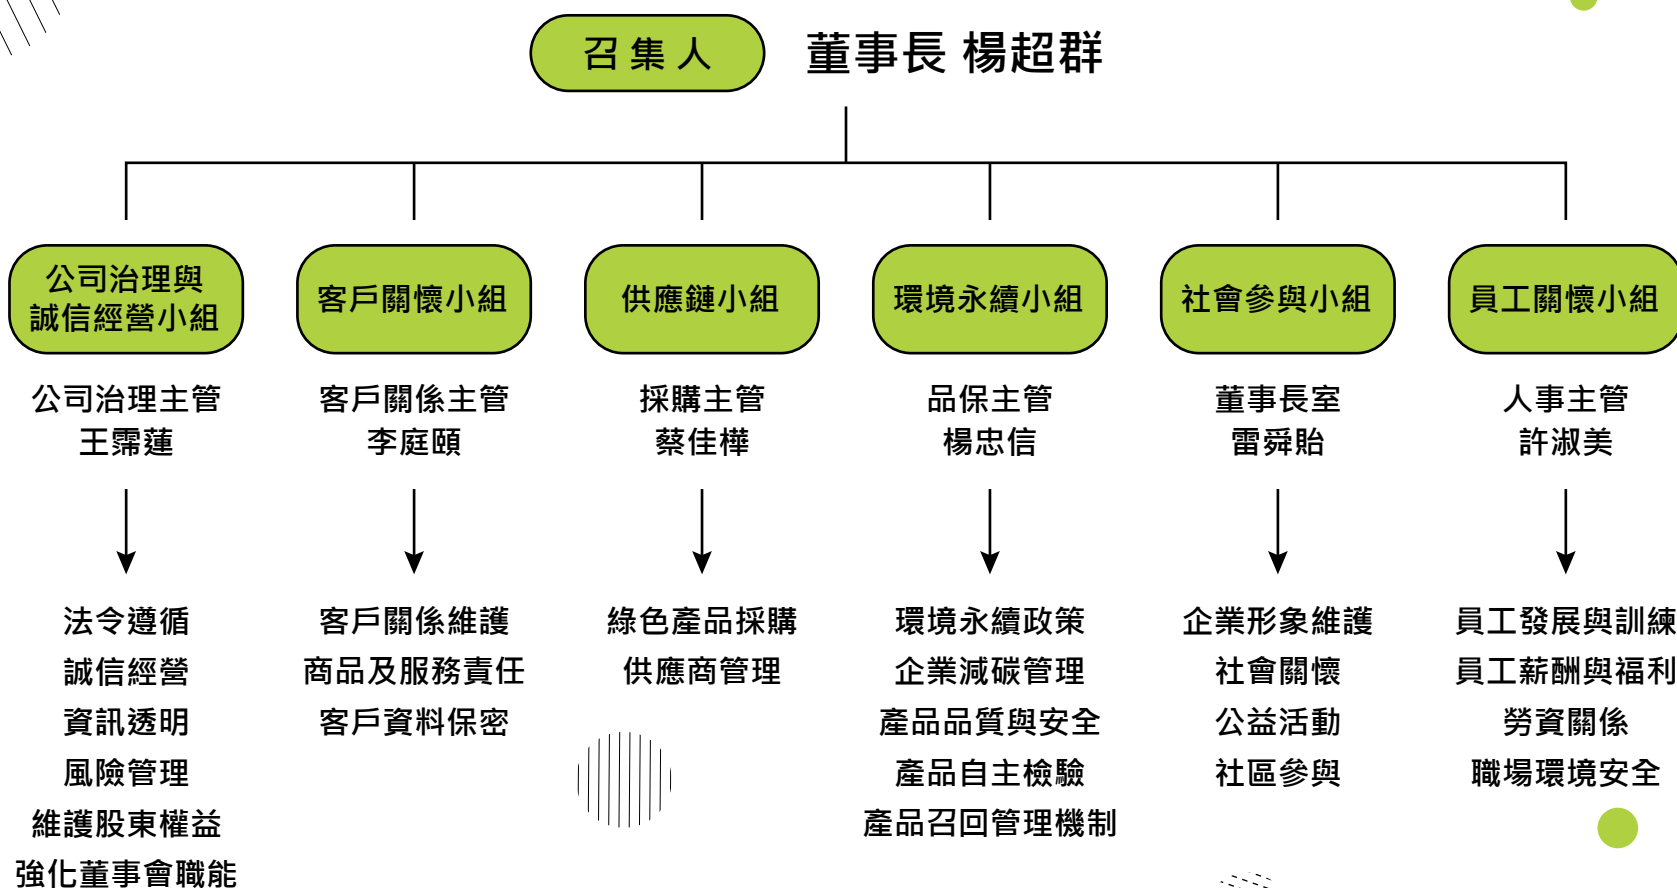 召集人
董事長 楊超群
公司治理與
誠信經營小組
公司治理主管
王霈蓮
法令遵循
誠信經營
資訊透明
風險管理
維護股東權益
強化董事會職能
客戶關懷小組
客戶關係主管
李庭頤
客戶關係維護
商品及服務責任
客戶資料保密
供應鏈小組
採購主管
蔡佳樺
綠色產品採購
供應商管理
環境永續小組
品保主管
楊忠信
環境永續政策
企業減碳管理
產品品質與安全
產品自主檢驗
產品召回管理機制
社會參與小組
董事長室
雷舜貽
企業形象維護
社會關懷
公益活動
社區參與
員工關懷小組
人事主管
許淑美
員工發展與訓練
員工薪酬與福利
勞資關係
職場環境安全